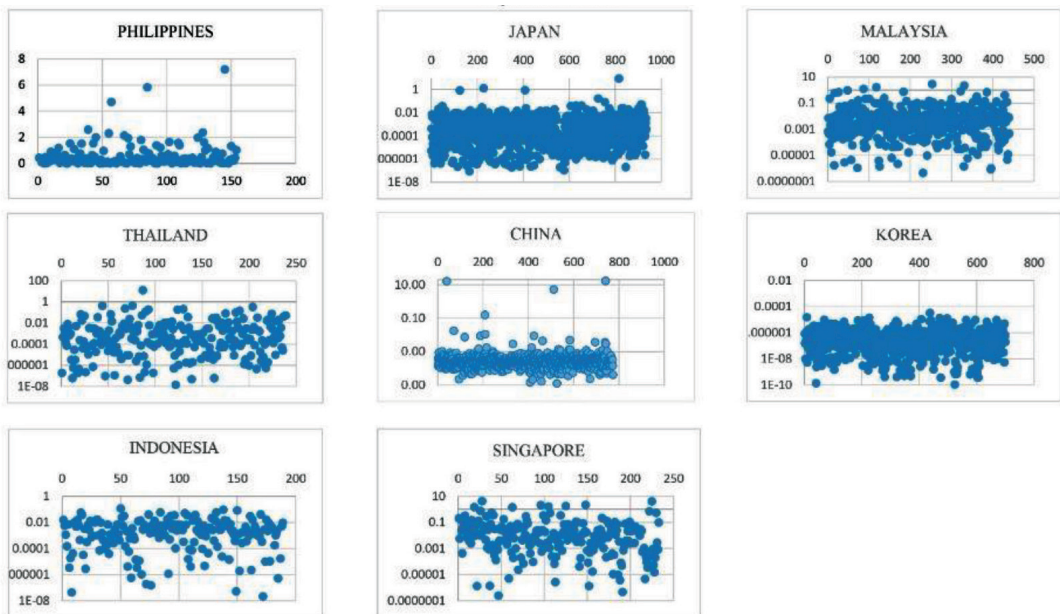 PHILIPPINES
8
6
4
2
0
0 50 100 150 200
JAPAN
0 200 400 600 800 1000
1
0.01
0.0001
000001
1E-08
MALAYSIA
0 100 200 300 400 500
10
0.1
0.001
0.00001
0.0000001
THAILAND
0 50 100 150 200 250
100
1
0.01
0.0001
000001
1E-08
CHINA
0 200 400 600 800 1000
10.00
0.10
0.00
0.00
KOREA
0 200 400 600 800
0.01
0.0001
.000001
1E-08
1E-10
INDONESIA
0 50 100 150 200
1
0.01
0.0001
000001
1E-08
SINGAPORE
0 50 100 150 200 250
10
0.1
0.001
0.00001
0.0000001